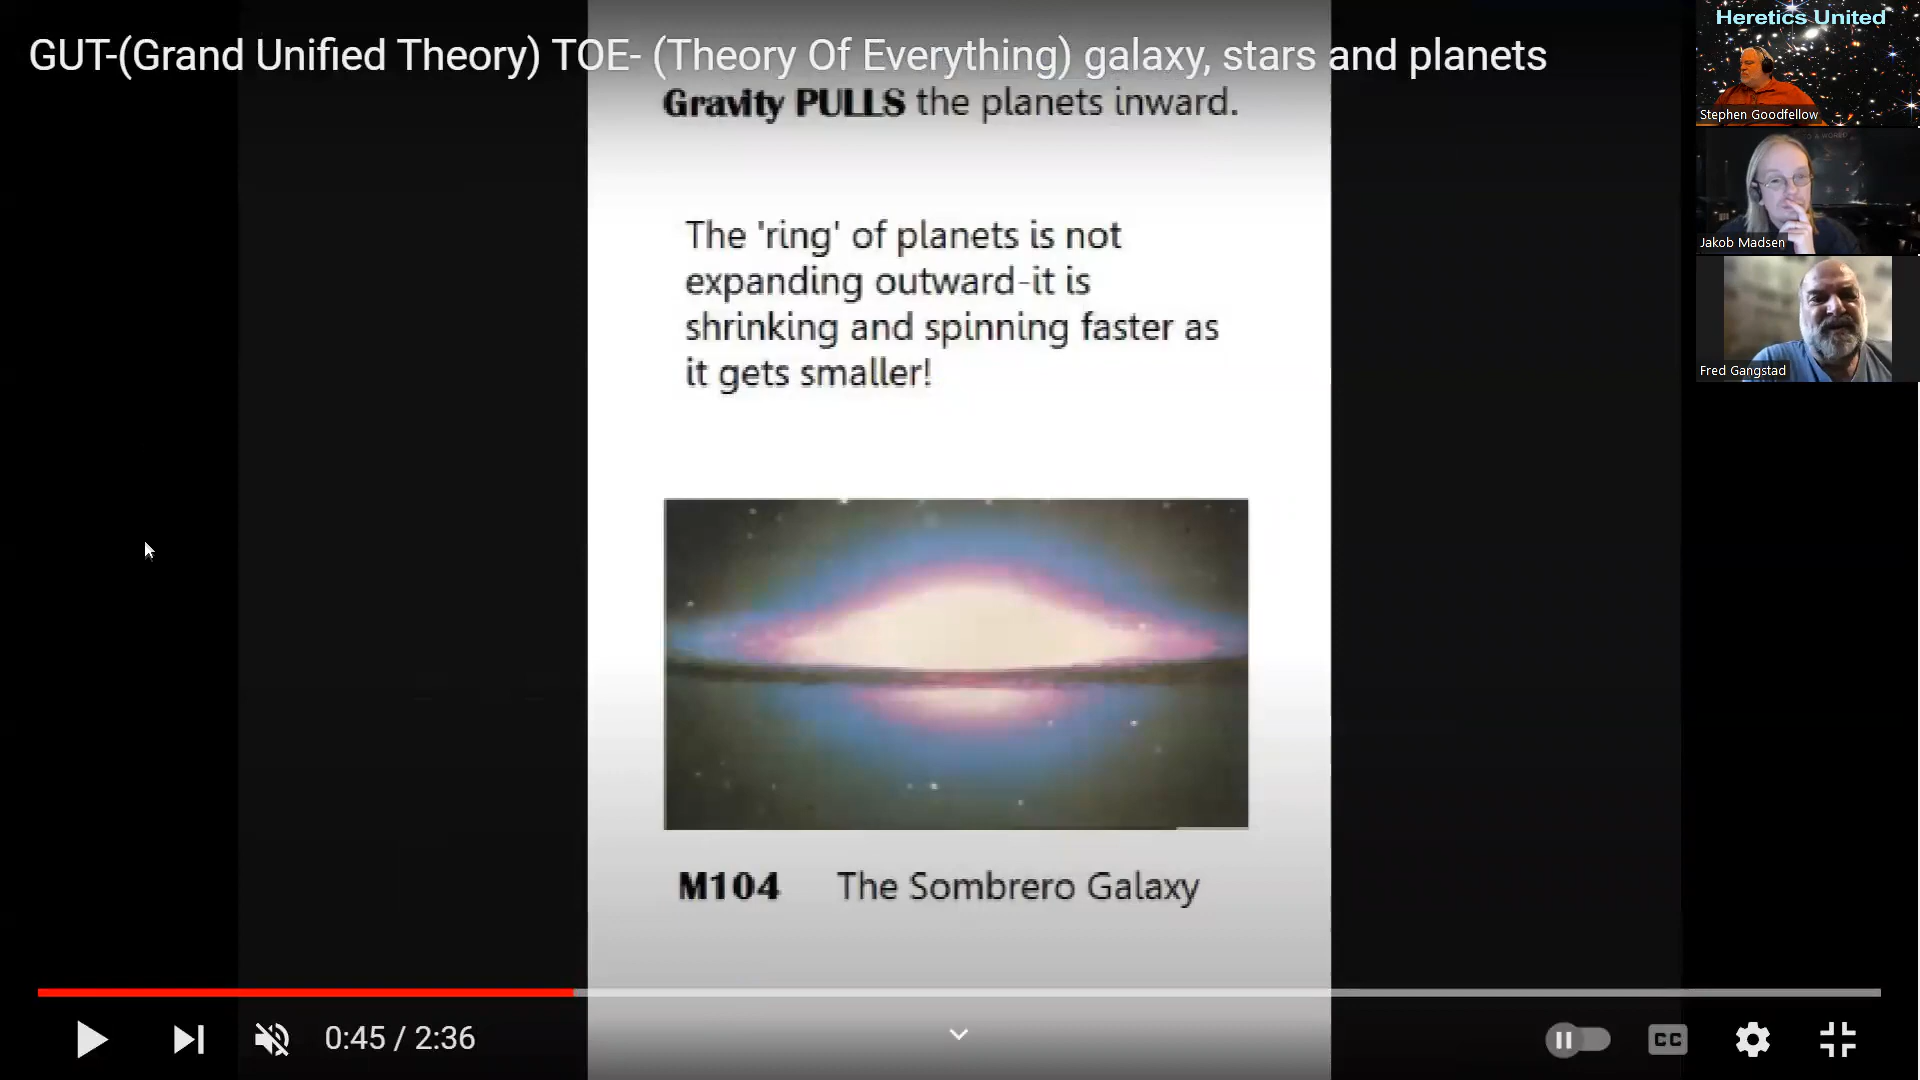 GUT-(Grand Unified Theory) TOE- (Theory Of Everything) galaxy, stars and planets
Gravity PULLS the planets inward.
The 'ring' of planets is not
expanding outward-it is
shrinking and spinning faster as
it gets smaller!
M104 The Sombrero Galaxy
0:45 / 2:36
CC
Heretics United
Stephen Goodfellow
Jakob Madsen
Fred Gangstad